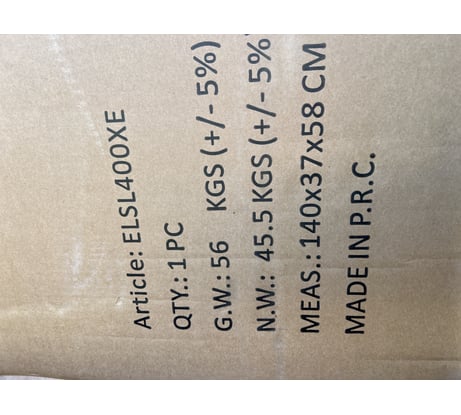 Article: ELSL400XE
QTY.: 1 PC
G.W.: 56 KGS (+/- 5%)
N.W.: 45.5 KGS (+/- 5%
MEAS.: 140x37x58 CM
MADE IN P.R.C.